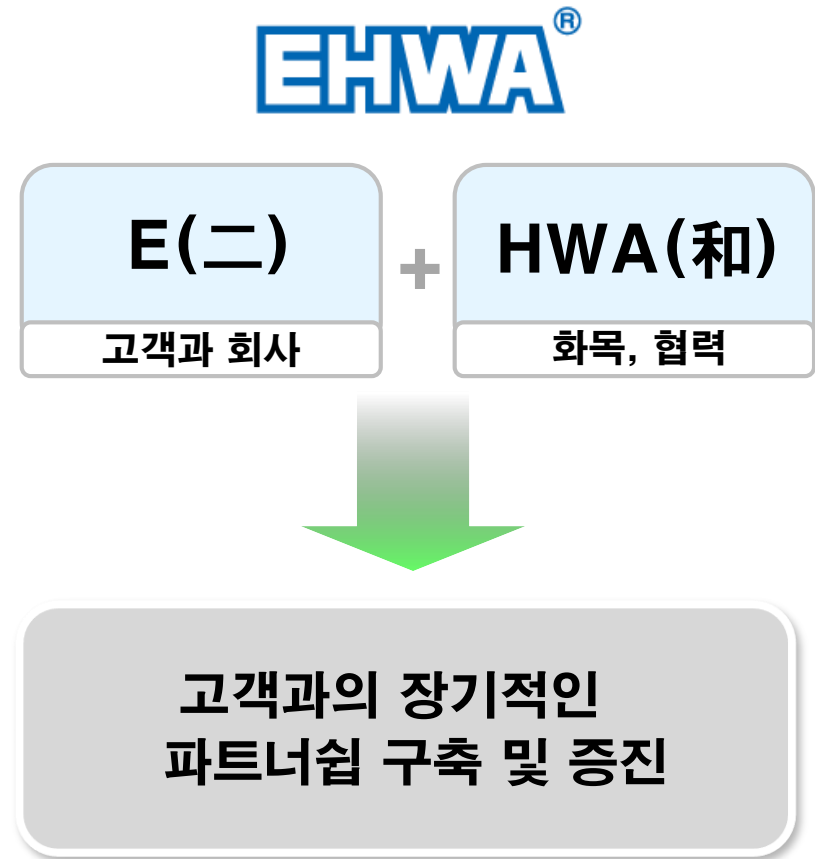 EHWA®
E(二) + HWA(和)
고객과 회사
화목, 협력
고객과의 장기적인
파트너쉽 구축 및 증진